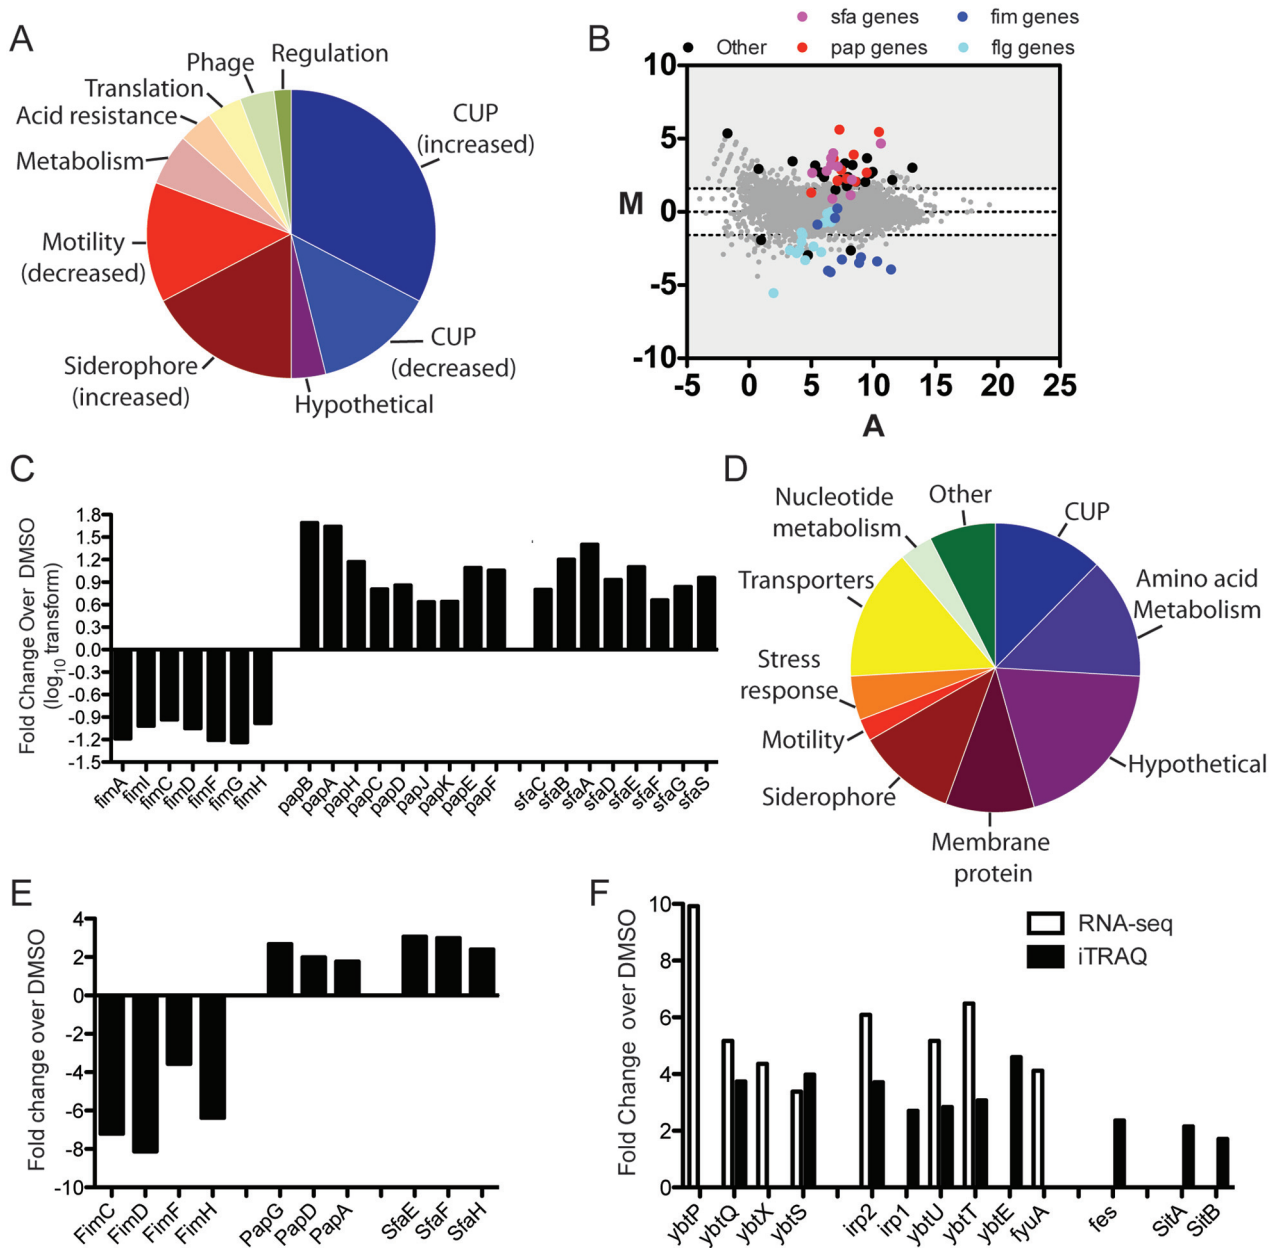 A
Regulation
Phage
Translation
Acid resistance
Metabolism
Motility
(decreased)
Siderophore
(increased)
Hypothetical
CUP
(decreased)
CUP
(increased)
B
sfa genes
fim genes
Other
pap genes
flg genes
10
5
M
0
-5
-10
-5
0
5
10
15
20
25
A
C
Fold Change Over DMSO
(log10 transform)
1.8
1.5
1.2
0.9
0.6
0.3
0.0
-0.3
-0.6
-0.9
-1.2
-1.5
fimA
fimI
fimC
fimD
fimF
fimG
fimH
papB
papA
papH
papC
papD
papJ
papK
papE
papF
sfaC
sfaB
sfaA
sfaD
sfaE
sfaF
sfaG
sfaS
D
Nucleotide
metabolism
Other
CUP
Amino acid
Metabolism
Transporters
Stress
response
Motility
Siderophore
Membrane
protein
Hypothetical
E
Fold change over DMSO
4
2
0
-2
-4
-6
-8
-10
FimC
FimD
FimF
FimH
PapG
PapD
PapA
SfaE
SfaF
SfaH
F
Fold Change over DMSO
10
8
6
4
2
0
RNA-seq
iTRAQ
ybtP
ybtQ
ybtX
ybtS
irp2
irp1
ybtU
ybtT
ybtE
fyuA
fes
SitA
SitB